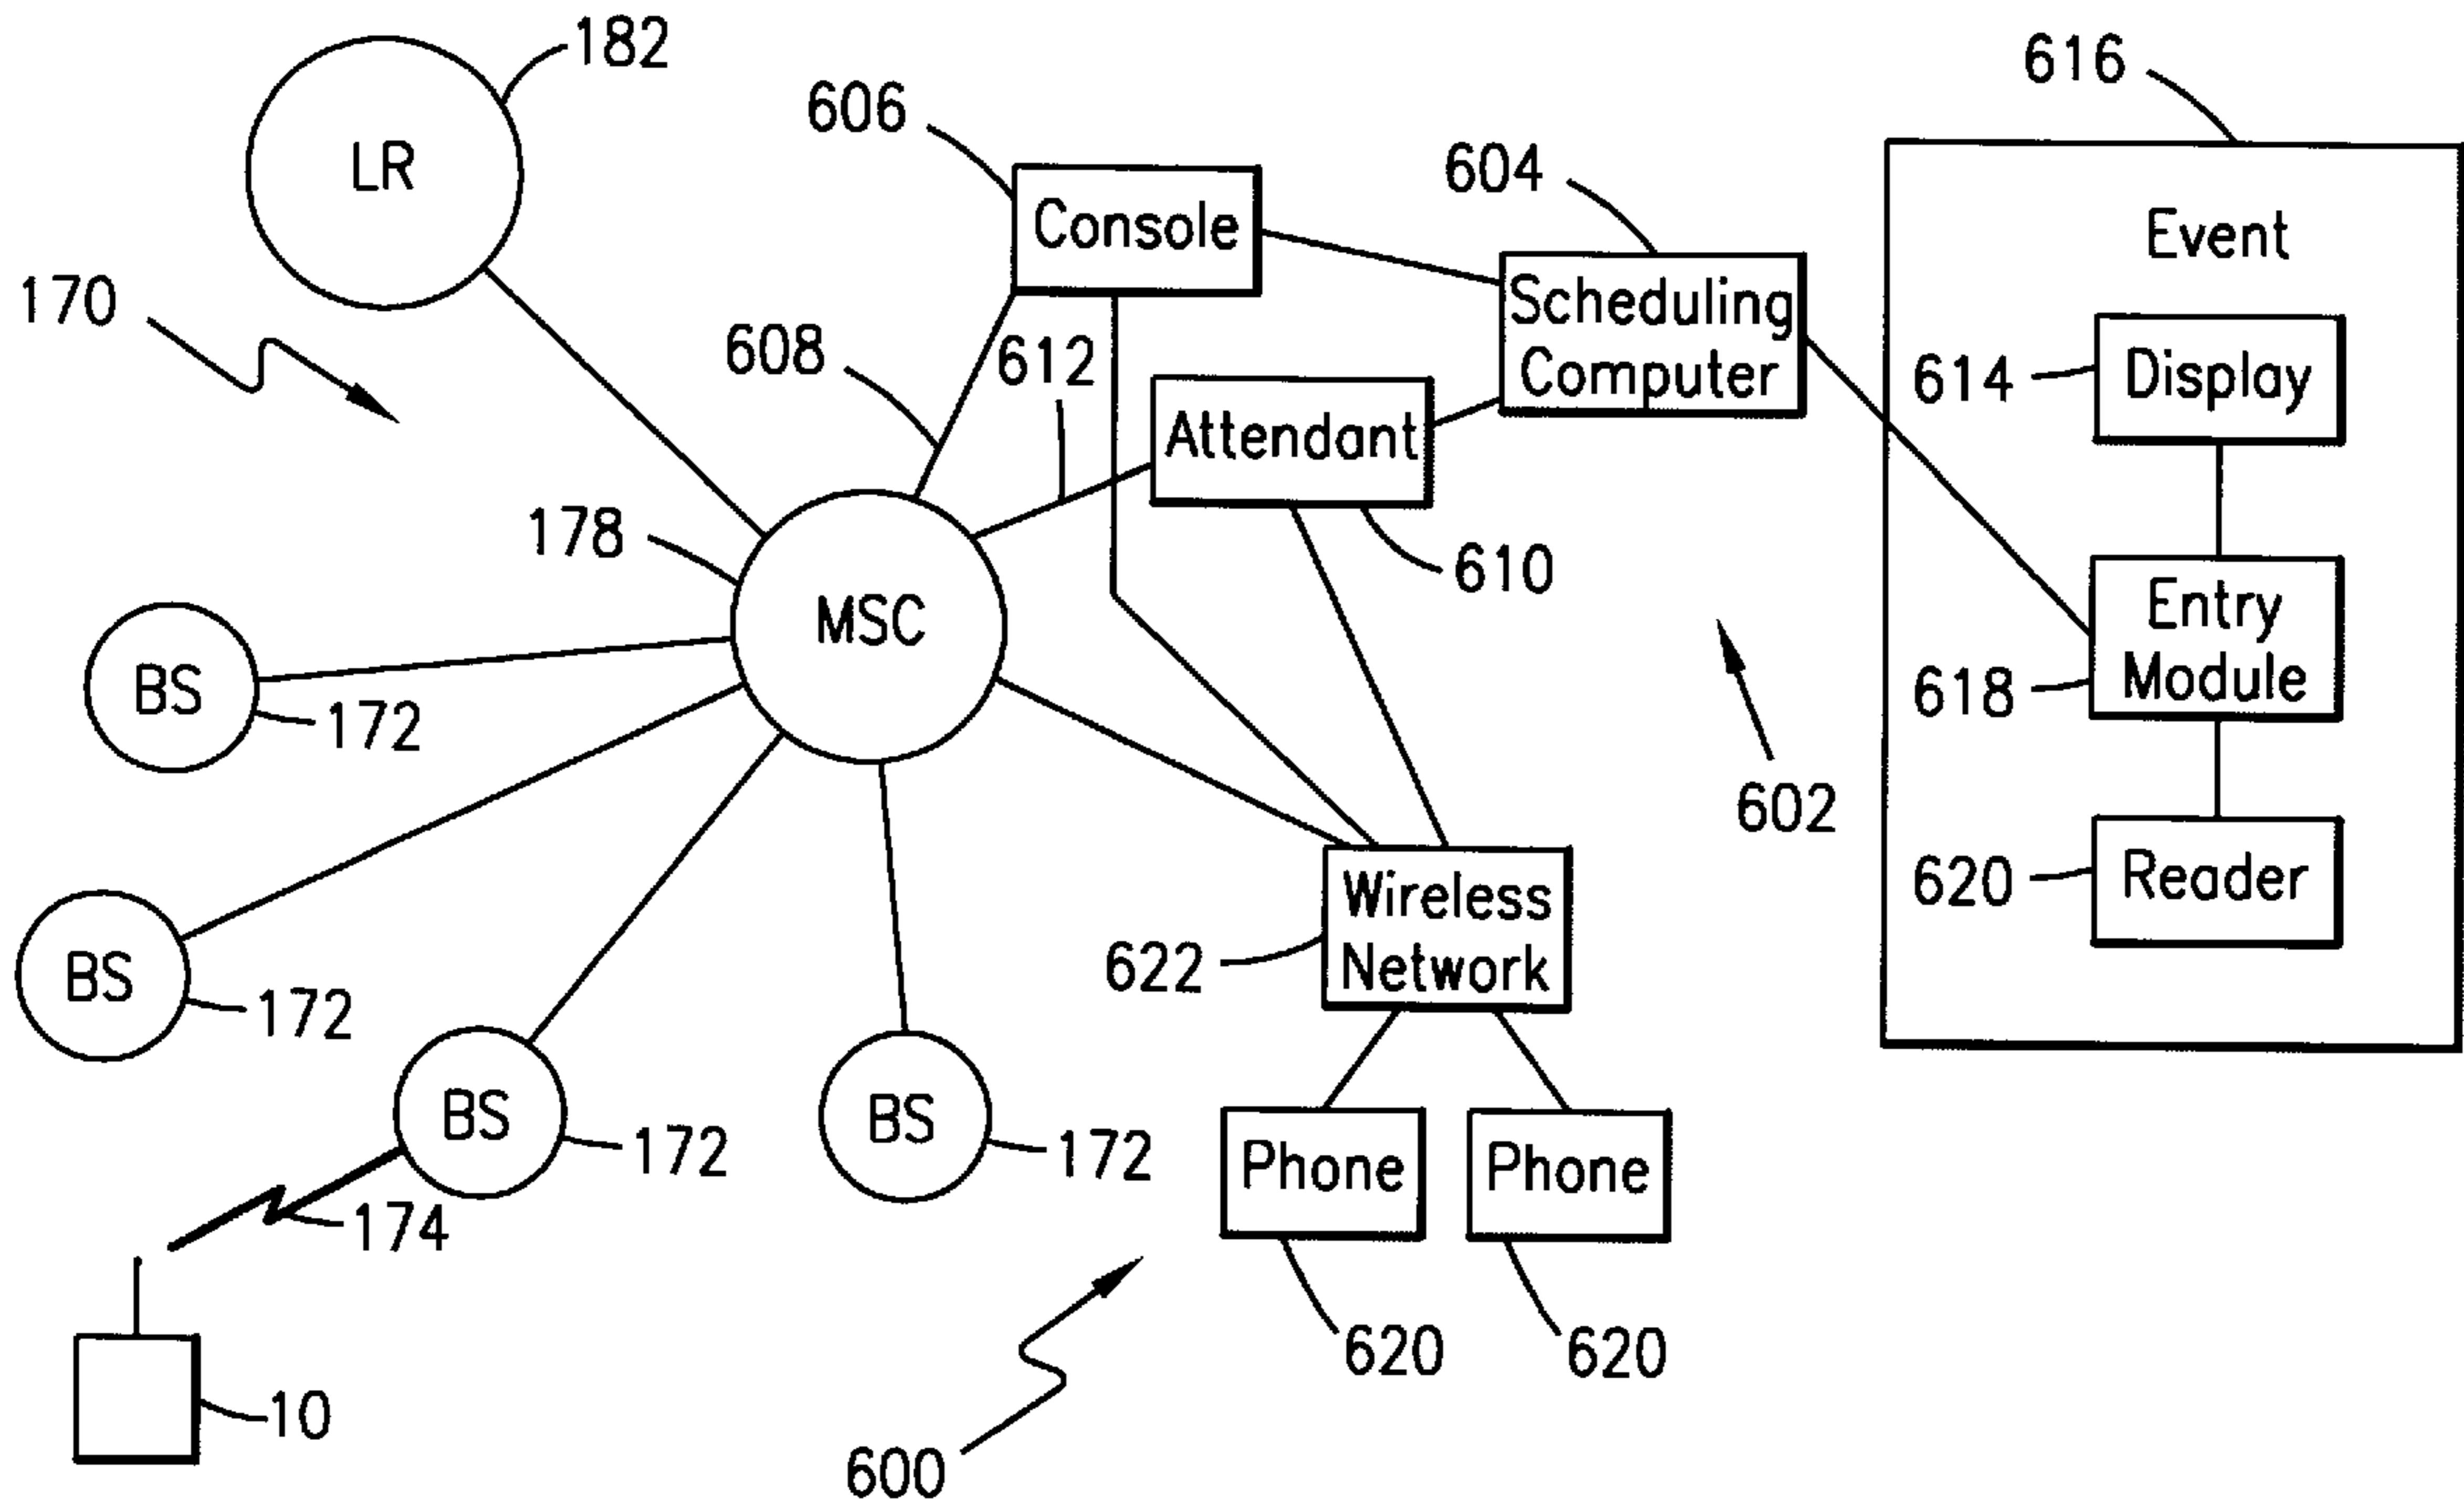 182
LR
606
616
604
Console
Event
170
Scheduling
Computer
608
612
614
Display
Attendant
178
610
MSC
Entry
Module
618
BS
172
602
Wireless
Network
622
620
Reader
BS
172
BS
172
BS
172
Phone
Phone
174
620
620
10
600